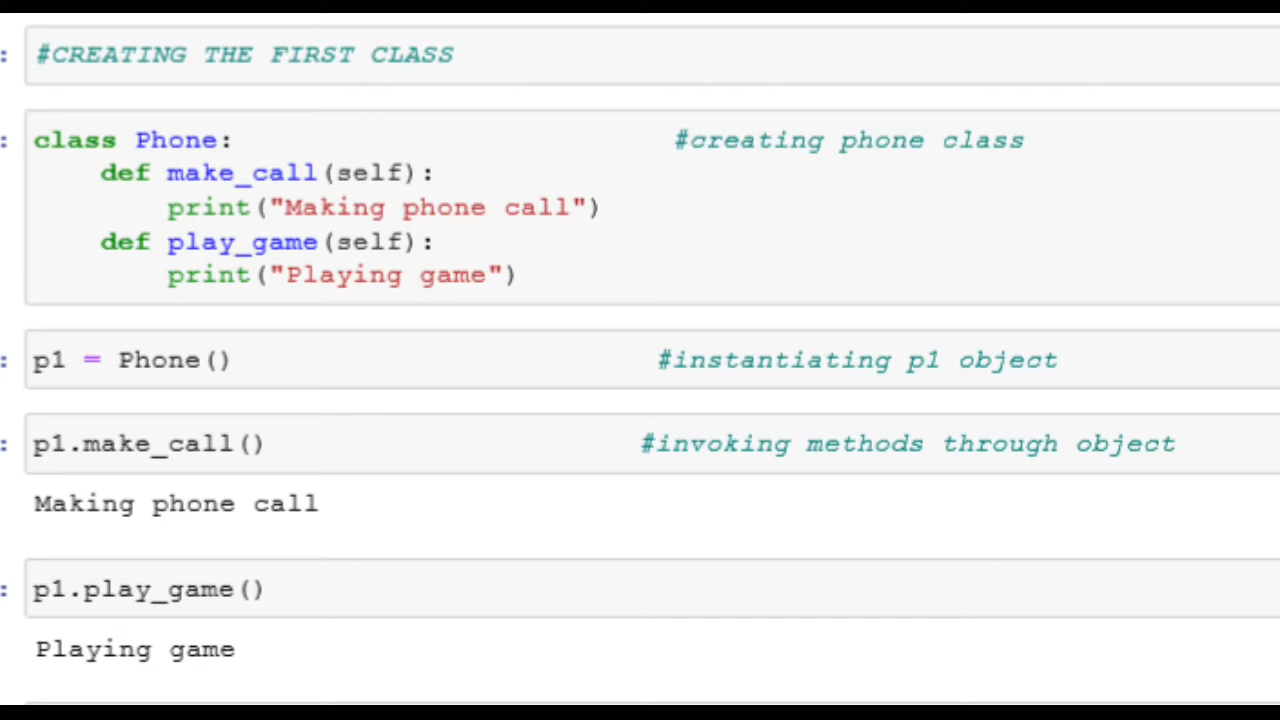 #CREATING THE FIRST CLASS
class Phone: #creating phone class
def make_call(self):
print("Making phone call")
def play_game(self):
print("Playing game")
p1 = Phone() #instantiating p1 object
p1.make_call() #invoking methods through object
Making phone call
p1.play_game()
Playing game